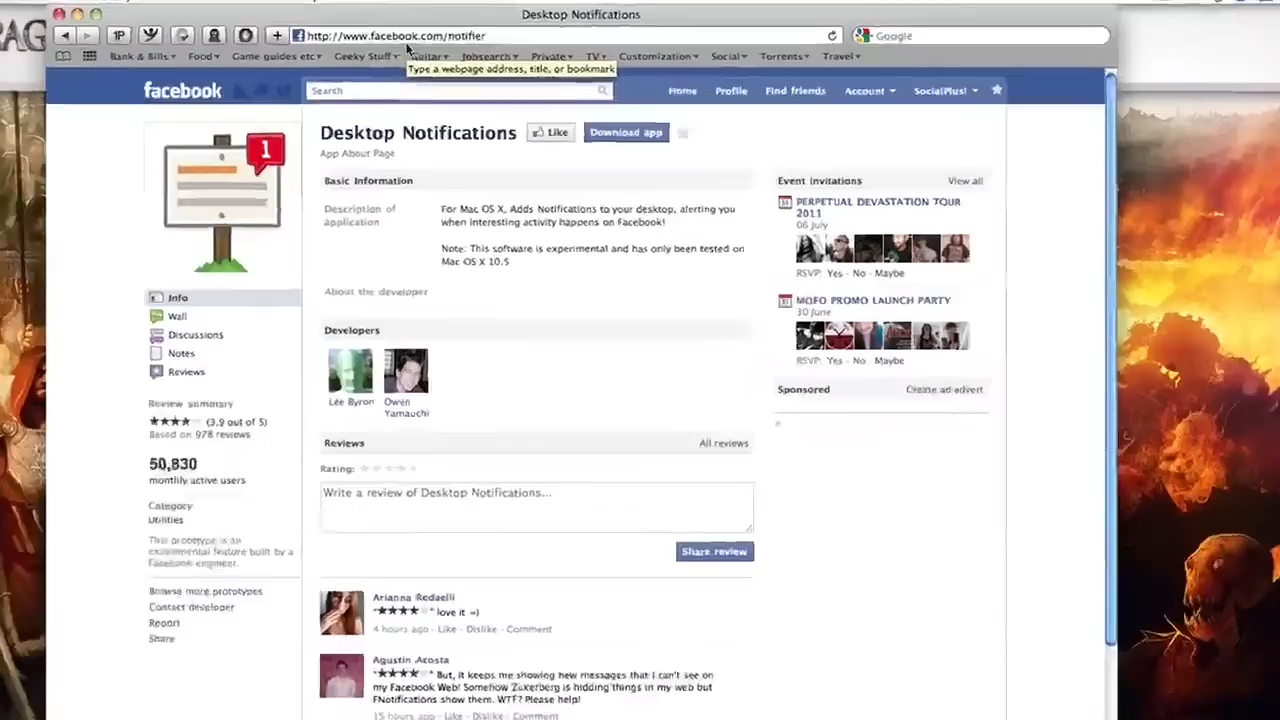 Desktop Notifications
http://www.facebook.com/notifier
Google
Bank & Bills Food Game guides etc Geeky Stuff Guitar Jobsearch Private TV Customization Social Torrents Travel
Type a webpage address, title, or bookmark
facebook
Search
Home Profile Find friends Account SocialPlus!
Desktop Notifications Like Download app
App About Page
1
Basic Information
Description of application
For Mac OS X, Adds Notifications to your desktop, alerting you
when interesting activity happens on Facebook!
Note: This software is experimental and has only been tested on
Mac OS X 10.5
About the developer
Developers
Lee Byron Owen
Yamauchi
Reviews All reviews
Rating:
Write a review of Desktop Notifications...
Share review
Arianna Redaelli
"★★★★" love it =)
4 hours ago - Like - Dislike - Comment
Agustin Acosta
"★★★★" But, it keeps me showing new messages that I can't see on
my Facebook Web! Somehow Zukerberg is hidding things in my web but
FNotifications show them. WTF? Please help!
15 hours ago - Like - Dislike - Comment
Info
Wall
Discussions
Notes
Reviews
Review summary
★★★★ (3.9 out of 5)
Based on 978 reviews
50,830
monthly active users
Category
Utilities
This prototype is an
experimental feature built by a
Facebook engineer.
Browse more prototypes
Contact developer
Report
Share
Event Invitations View all
31 PERPETUAL DEVASTATION TOUR
2011
06 July
RSVP: Yes - No - Maybe
31 MOFO PROMO LAUNCH PARTY
30 June
RSVP: Yes - No - Maybe
Sponsored Create an advert